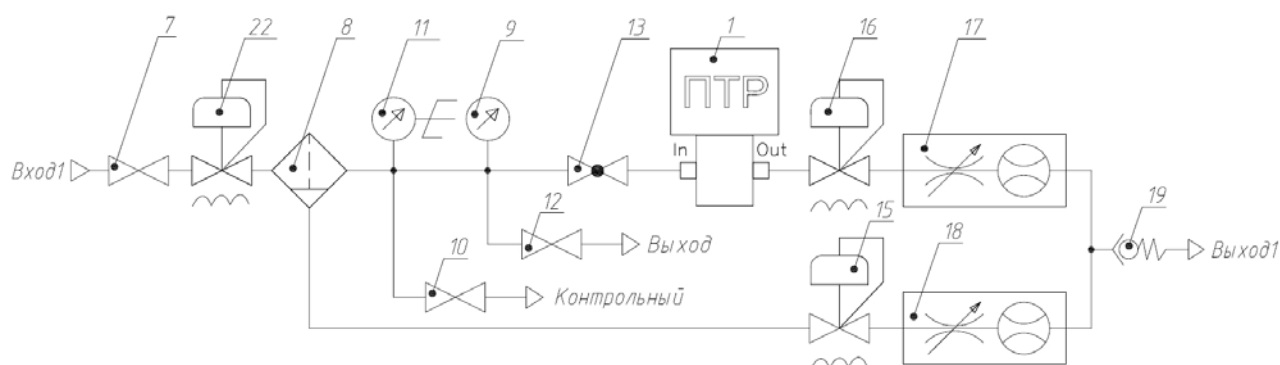 7 22 8 11 9 13 1 16 17
ПТР
In Out
Вход1
12
Выход
15
18
19
Выход1
10
Контрольный